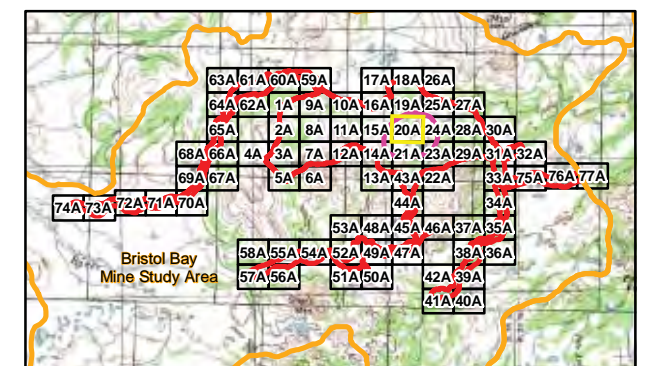 63A 61A 60A 59A 17A 18A 26A
64A 62A 1A 9A 10A 16A 19A 25A 27A
65A 2A 8A 11A 15A 20A 24A 28A 30A
68A 66A 4A 3A 7A 12A 14A 21A 23A 29A 31A 32A
69A 67A 5A 6A 13A 43A 22A 33A 75A 76A 77A
74A 73A 72A 71A 70A 44A 34A
53A 48A 45A 46A 37A 35A
58A 55A 54A 52A 49A 47A 38A 36A
57A 56A 51A 50A 42A 39A
41A 40A
Bristol Bay
Mine Study Area